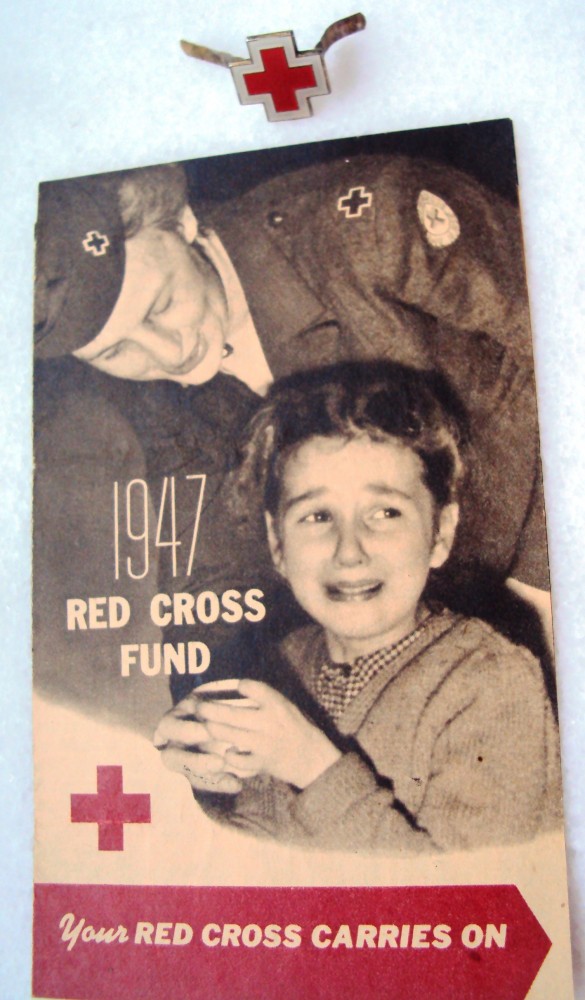 1947
RED CROSS
FUND
Your RED CROSS CARRIES ON